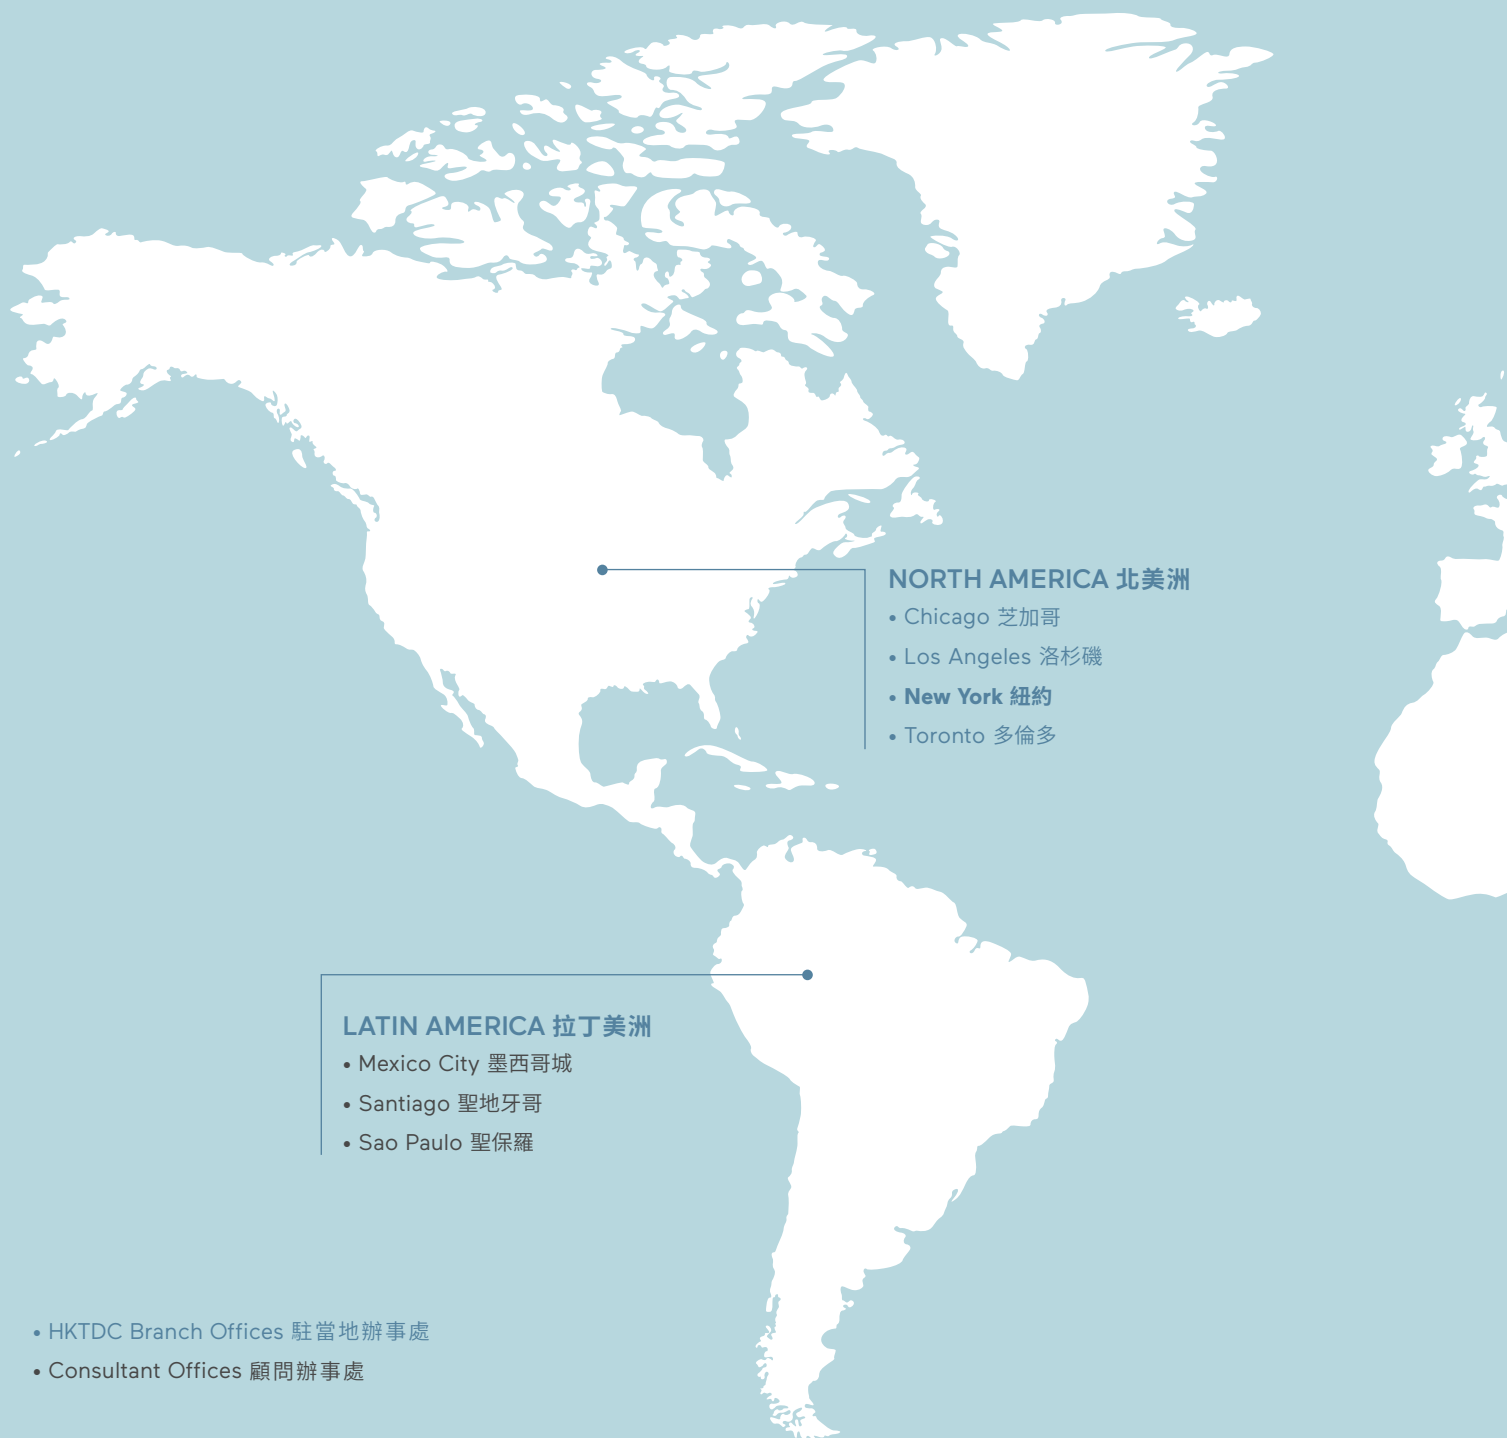 NORTH AMERICA 北美洲
• Chicago 芝加哥
• Los Angeles 洛杉磯
• New York 紐約
• Toronto 多倫多
LATIN AMERICA 拉丁美洲
• Mexico City 墨西哥城
• Santiago 聖地牙哥
• Sao Paulo 聖保羅
• HKTDC Branch Offices 駐當地辦事處
• Consultant Offices 顧問辦事處